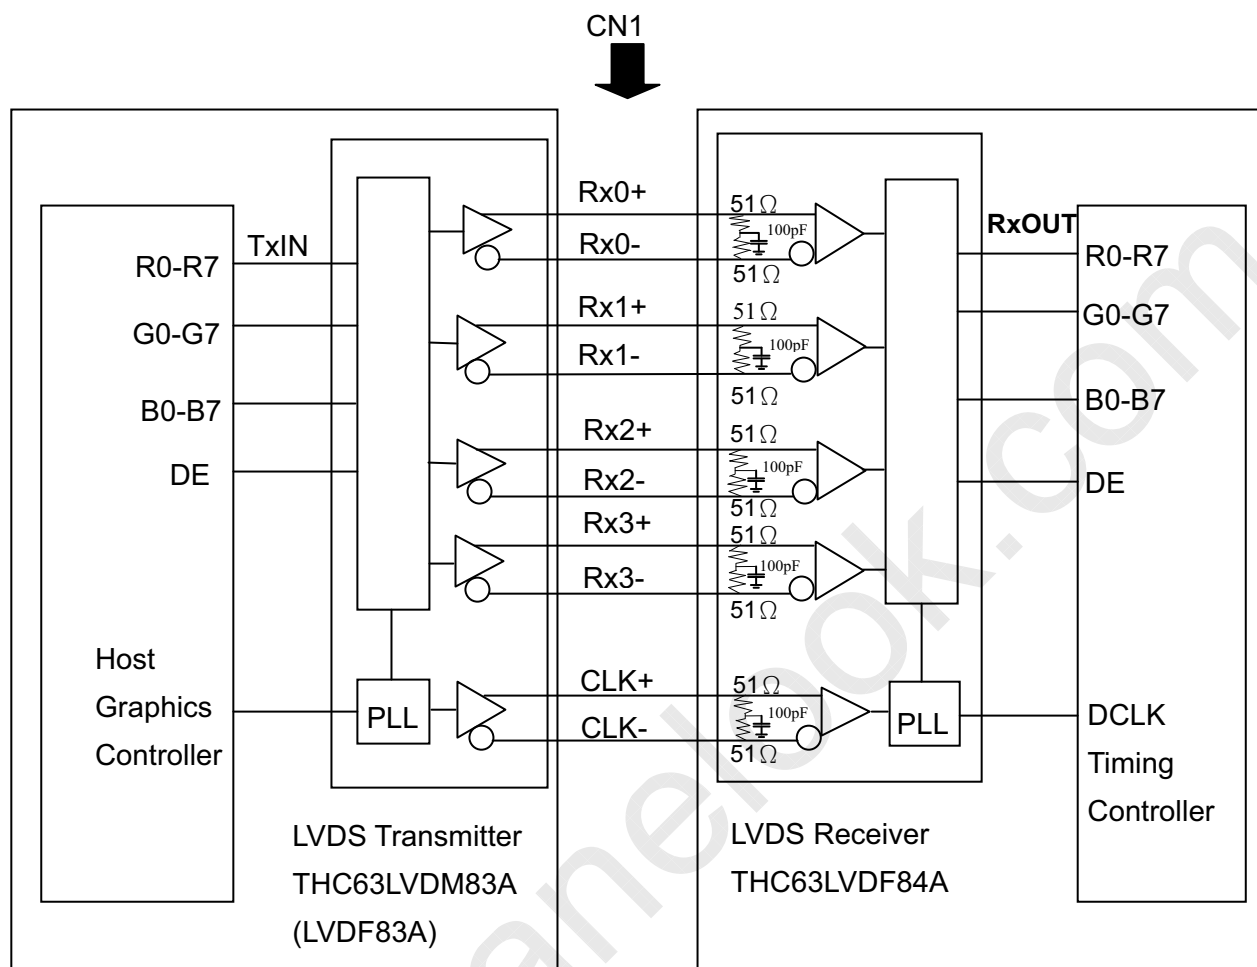 CN1
Rx0+
Rx0-
Rx1+
Rx1-
Rx2+
Rx2-
Rx3+
Rx3-
CLK+
CLK-
TxIN
R0-R7
G0-G7
B0-B7
DE
Host
Graphics
Controller
PLL
LVDS Transmitter
THC63LVDM83A
(LVDF83A)
51Ω
100pF
51Ω
51Ω
100pF
51Ω
51Ω
100pF
51Ω
51Ω
100pF
51Ω
51Ω
100pF
51Ω
PLL
LVDS Receiver
THC63LVDF84A
RxOUT
R0-R7
G0-G7
B0-B7
DE
DCLK
Timing
Controller
anelook.com